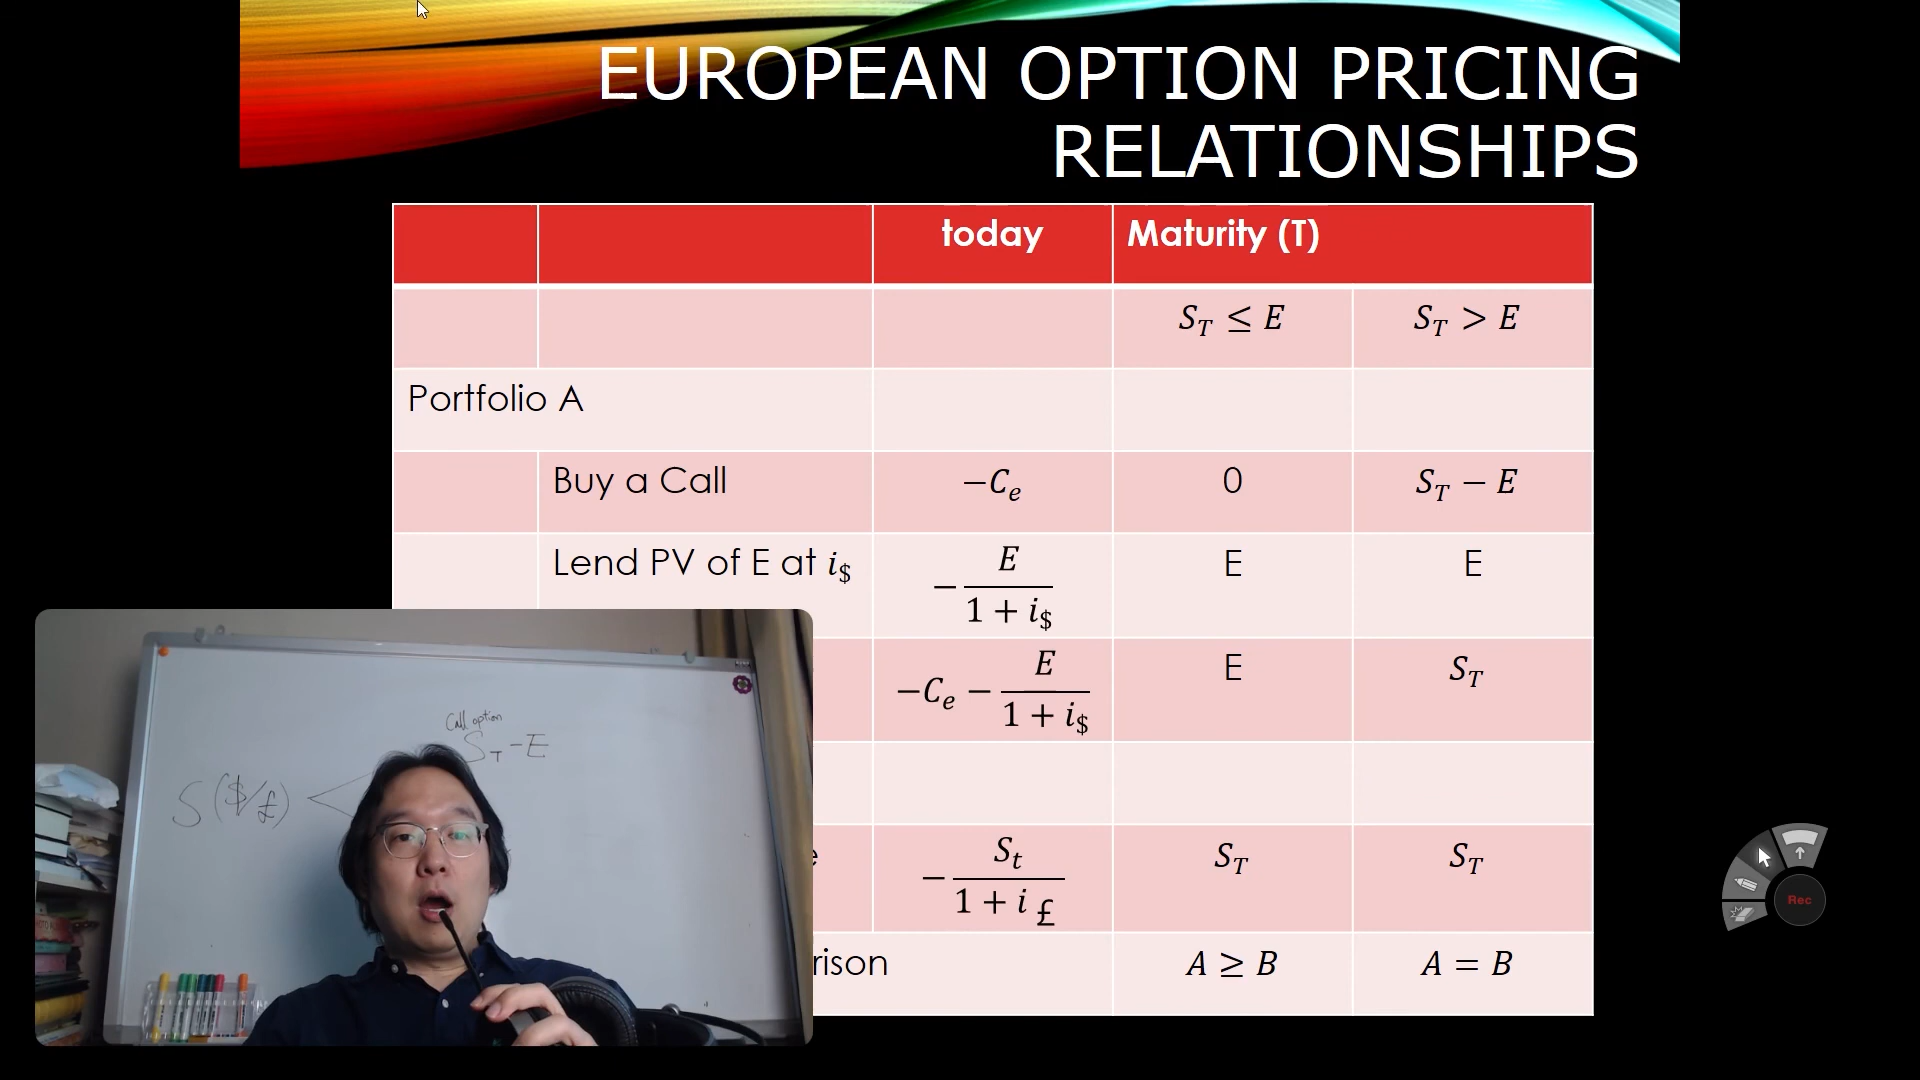 EUROPEAN OPTION PRICING
RELATIONSHIPS
today Maturity (T)
S_T ≤ E S_T > E
Portfolio A
Buy a Call −C_e 0 S_T − E
Lend PV of E at i_$ −E/(1 + i_$) E E
−C_e − E/(1 + i_$) E S_T
−S_t/(1 + i_£) S_T S_T
rison A ≥ B A = B
Call option
S_T - E
S($/£)
Rec